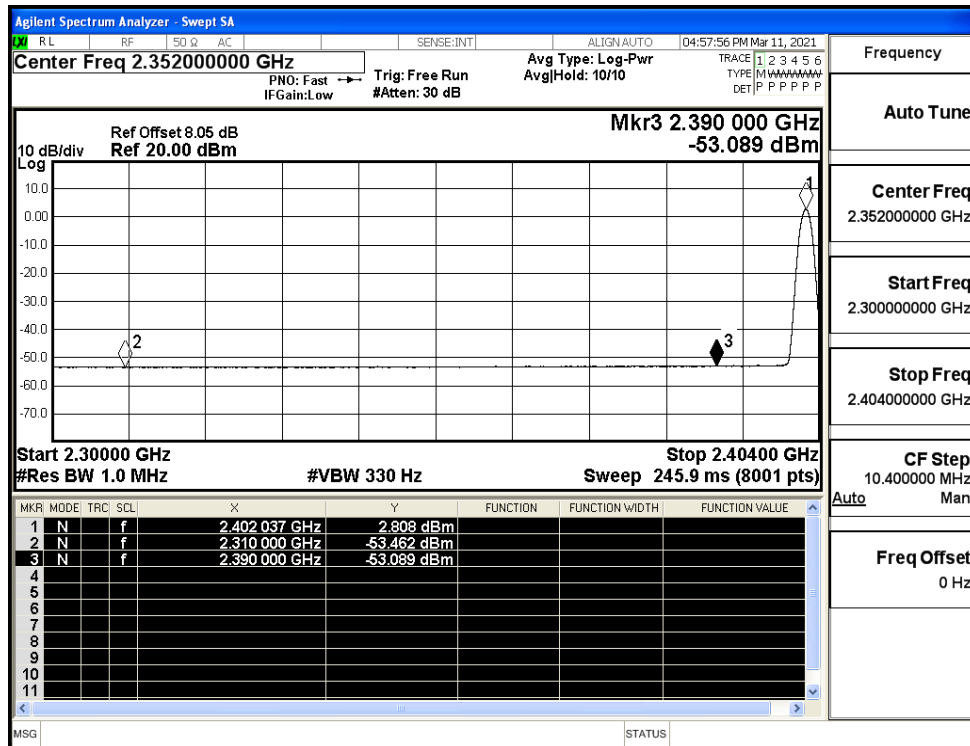 Agilent Spectrum Analyzer - Swept SA
LXI RL RF 50 Ω AC SENSE:INT ALIGN AUTO 04:57:56 PM Mar 11, 2021
Center Freq 2.352000000 GHz
PNO: Fast
IFGain:Low
Trig: Free Run
#Atten: 30 dB
Avg Type: Log-Pwr
Avg|Hold: 10/10
TRACE 1 2 3 4 5 6
TYPE M W W W W W
DET P P P P P P
Ref Offset 8.05 dB
10 dB/div Ref 20.00 dBm
Log
Mkr3 2.390 000 GHz
-53.089 dBm
10.0
0.00
-10.0
-20.0
-30.0
-40.0
-50.0
-60.0
-70.0
1
2
3
Start 2.30000 GHz Stop 2.40400 GHz
#Res BW 1.0 MHz #VBW 330 Hz Sweep 245.9 ms (8001 pts)
MKR MODE TRC SCL X Y FUNCTION FUNCTION WIDTH FUNCTION VALUE
1 N f 2.402 037 GHz 2.808 dBm
2 N f 2.310 000 GHz -53.462 dBm
3 N f 2.390 000 GHz -53.089 dBm
4
5
6
7
8
9
10
11
MSG STATUS
Frequency
Auto Tune
Center Freq
2.352000000 GHz
Start Freq
2.300000000 GHz
Stop Freq
2.404000000 GHz
CF Step
10.400000 MHz
Auto Man
Freq Offset
0 Hz